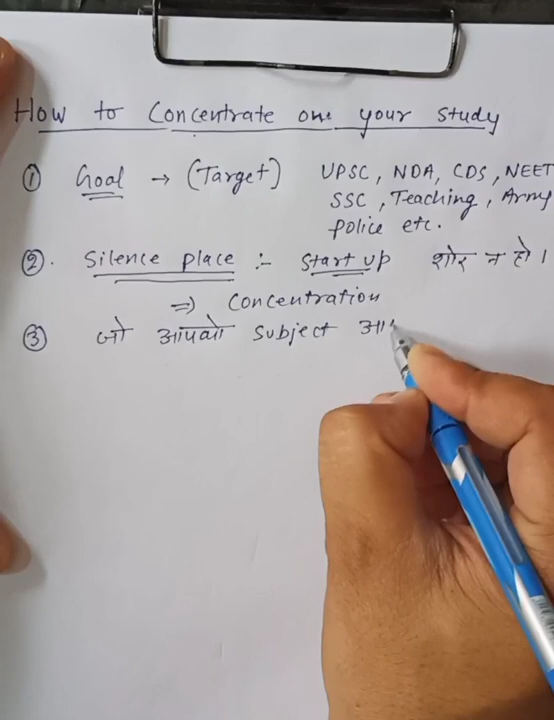 How to Concentrate one your study
① Goal → (Target) UPSC, NDA, CDS, NEET
SSC, Teaching, Army
police etc.
②. Silence place :- Start up शोर न हो।
⇒ Concentration
③ जो आपको subject